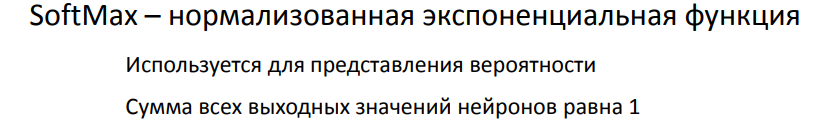 SoftMax – нормализованная экспоненциальная функция
Используется для представления вероятности
Сумма всех выходных значений нейронов равна 1